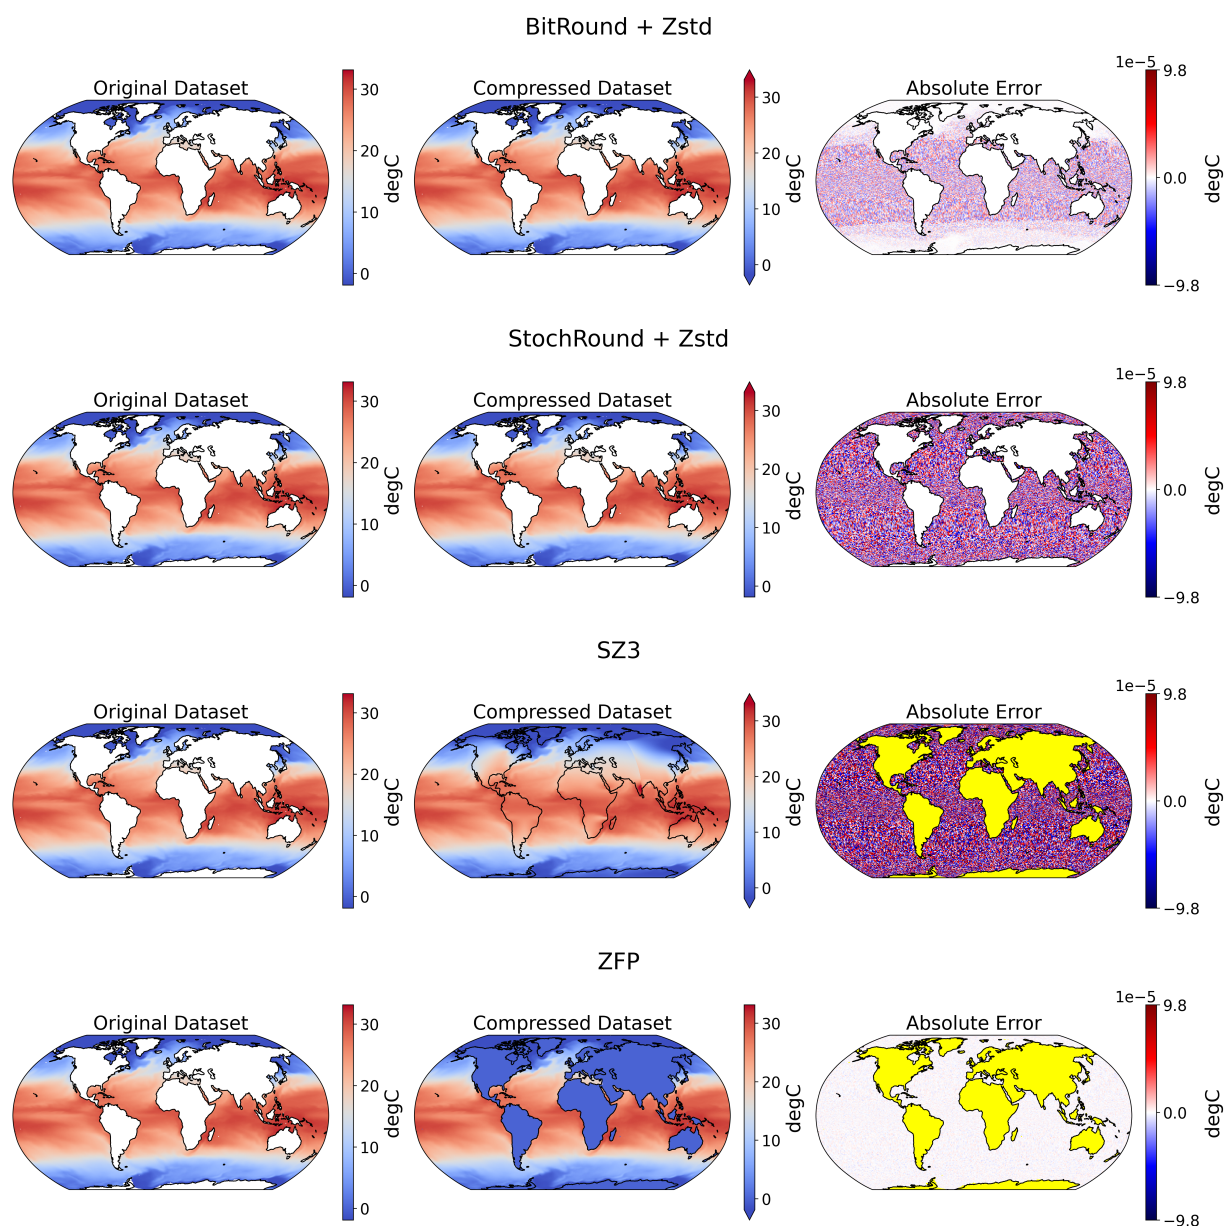 BitRound + Zstd
Original Dataset
30
20
10
0
degC
Compressed Dataset
30
20
10
0
degC
Absolute Error
1e−5
9.8
0.0
−9.8
degC
StochRound + Zstd
Original Dataset
30
20
10
0
degC
Compressed Dataset
30
20
10
0
degC
Absolute Error
1e−5
9.8
0.0
−9.8
degC
SZ3
Original Dataset
30
20
10
0
degC
Compressed Dataset
30
20
10
0
degC
Absolute Error
1e−5
9.8
0.0
−9.8
degC
ZFP
Original Dataset
30
20
10
0
degC
Compressed Dataset
30
20
10
0
degC
Absolute Error
1e−5
9.8
0.0
−9.8
degC